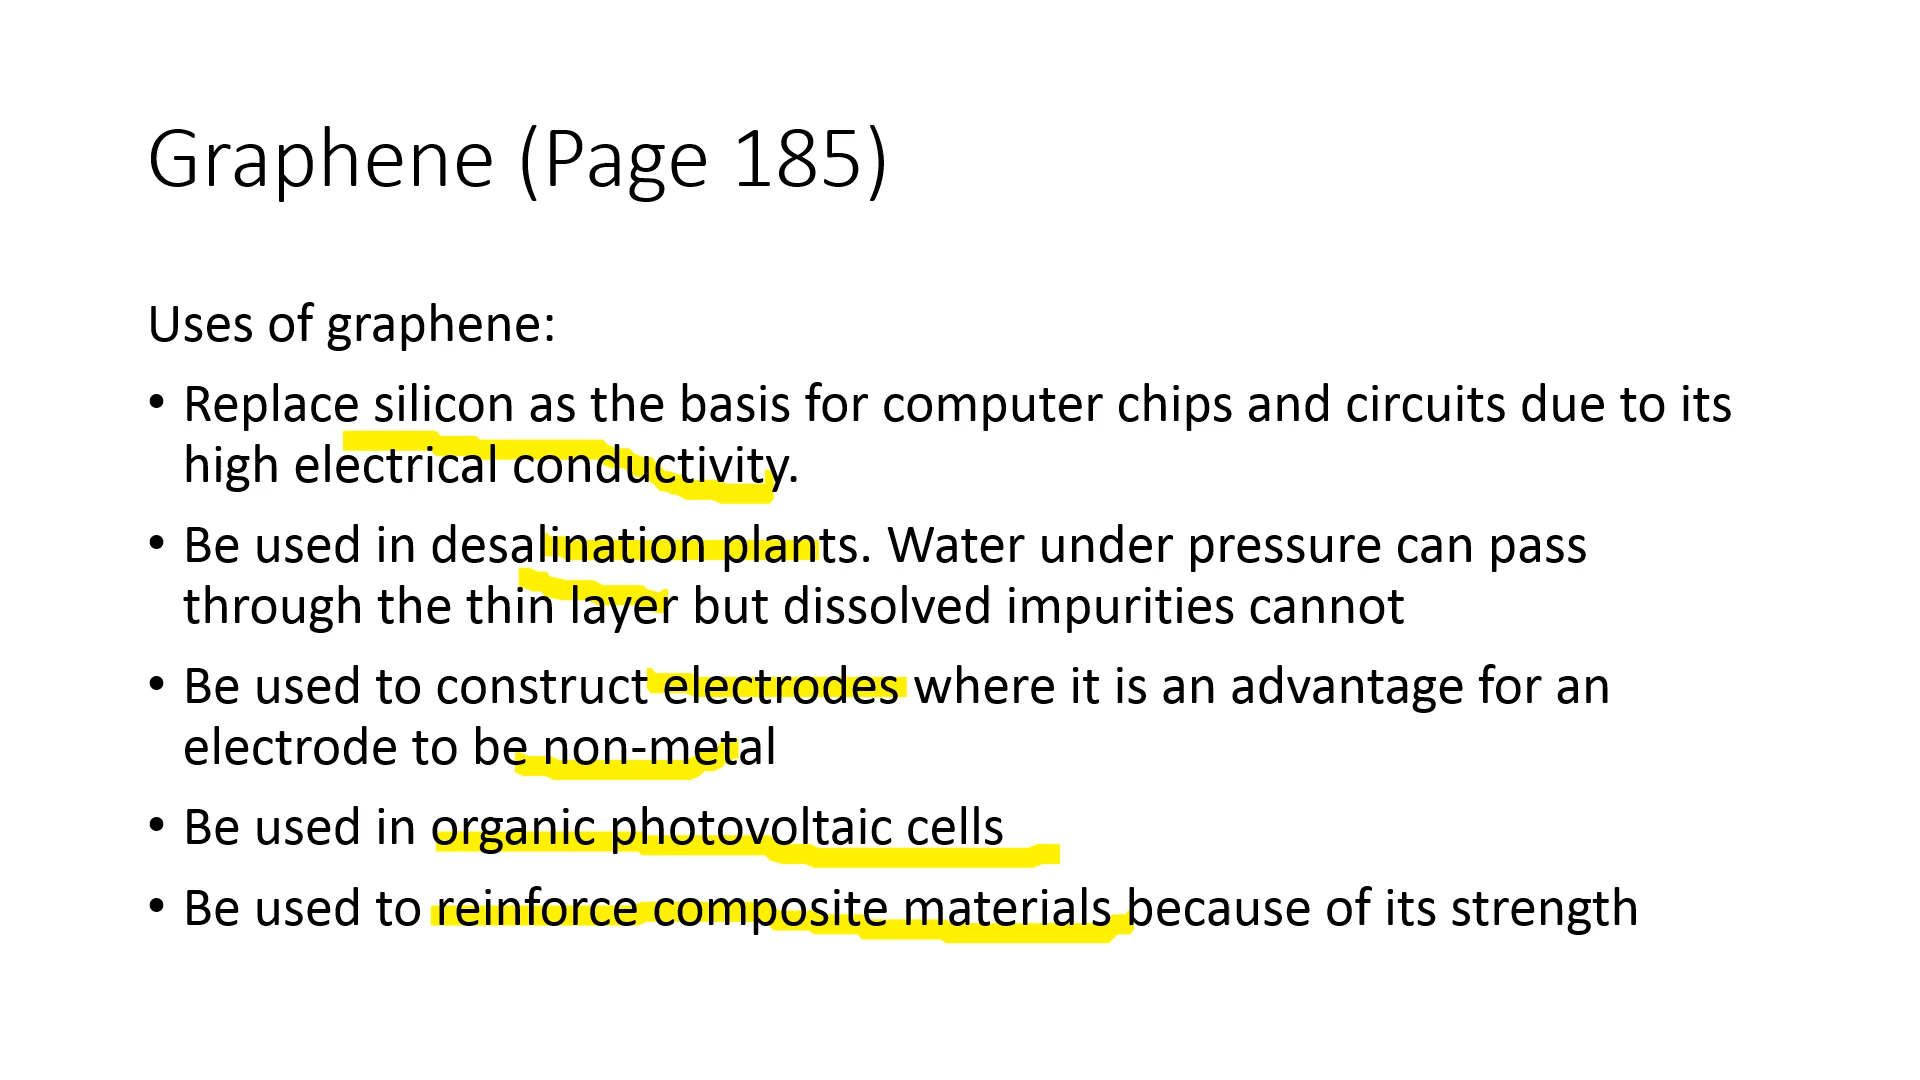 Graphene (Page 185)
Uses of graphene:
• Replace silicon as the basis for computer chips and circuits due to its
high electrical conductivity.
• Be used in desalination plants. Water under pressure can pass
through the thin layer but dissolved impurities cannot
• Be used to construct electrodes where it is an advantage for an
electrode to be non-metal
• Be used in organic photovoltaic cells
• Be used to reinforce composite materials because of its strength